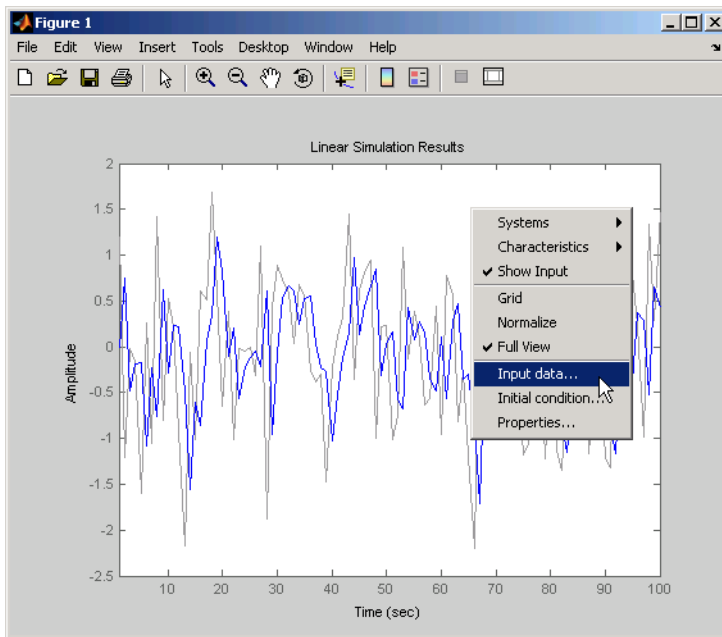 Figure 1
File Edit View Insert Tools Desktop Window Help
Linear Simulation Results
2
1.5
1
0.5
0
-0.5
-1
-1.5
-2
-2.5
Amplitude
10 20 30 40 50 60 70 80 90 100
Time (sec)
Systems
Characteristics
Show Input
Grid
Normalize
Full View
Input data...
Initial condition...
Properties...